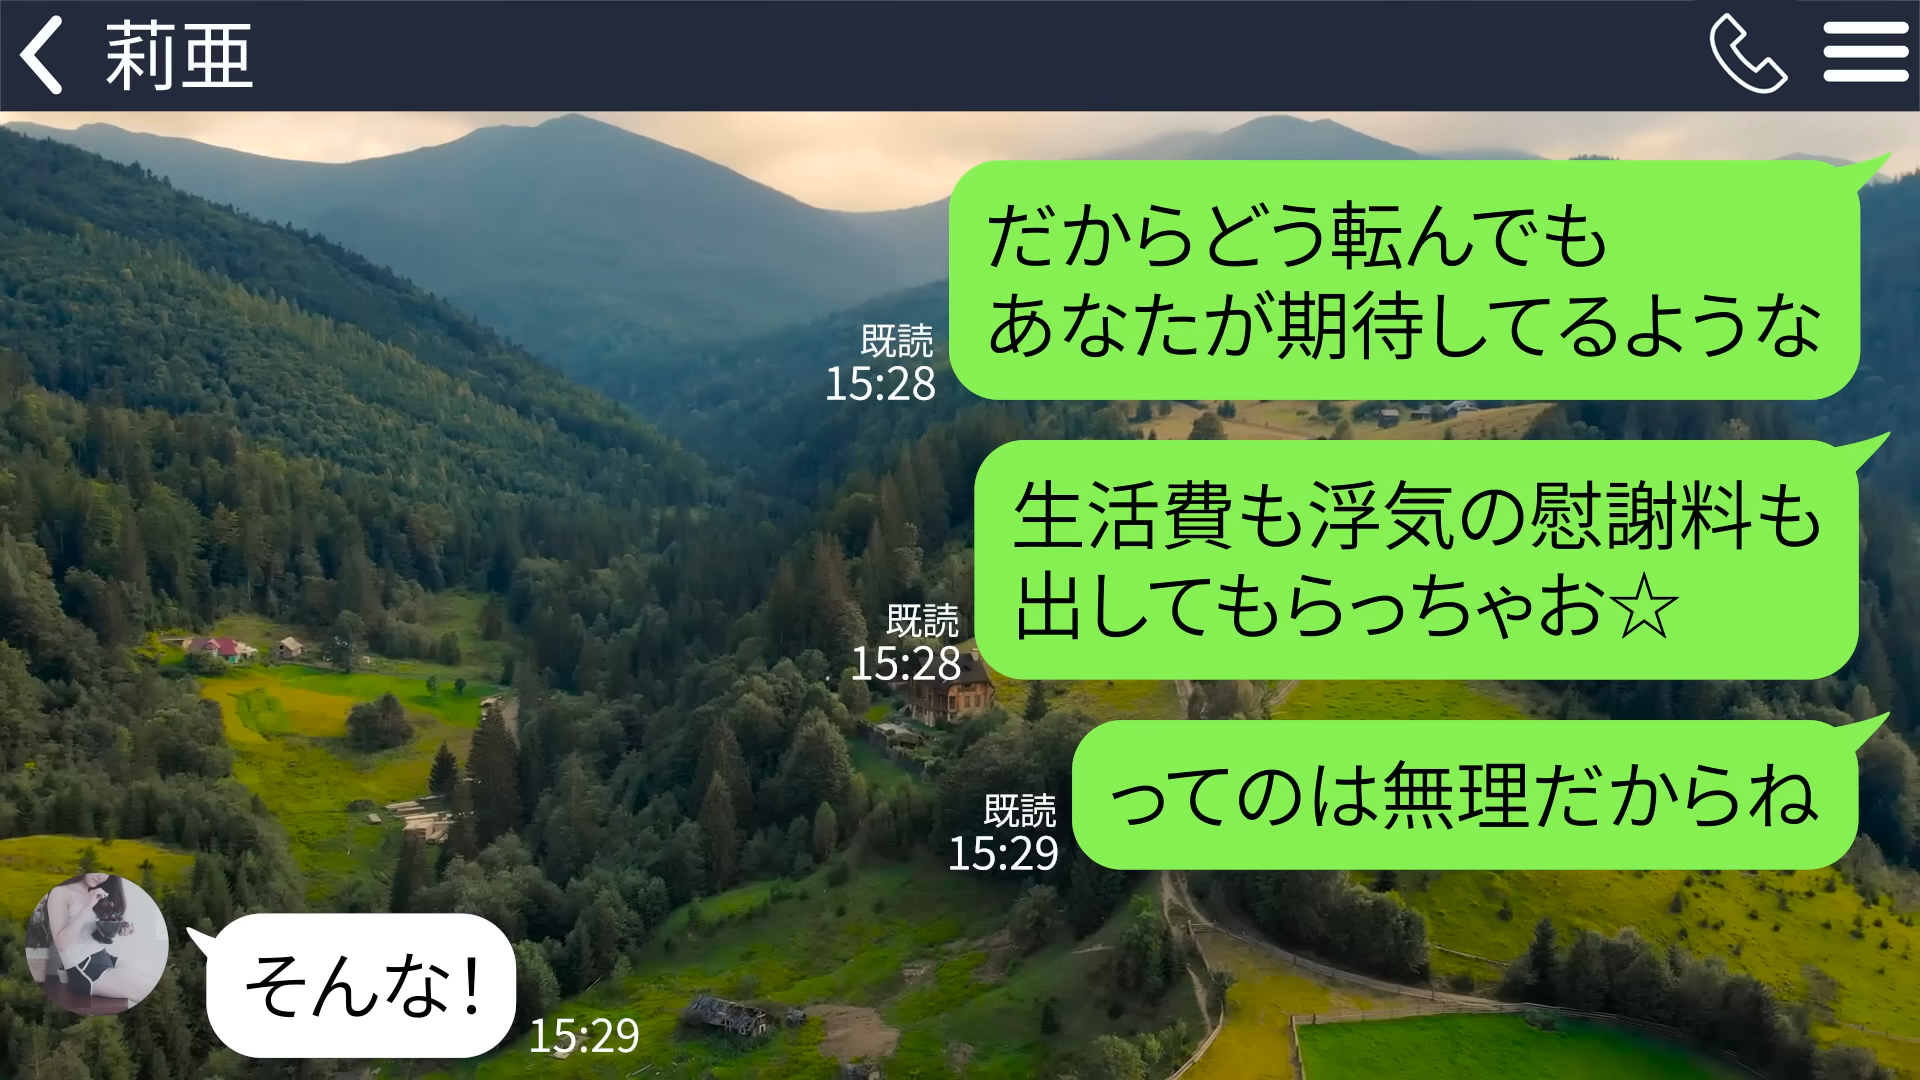 莉亜
だからどう転んでも
あなたが期待してるような
既読
15:28
生活費も浮気の慰謝料も
出してもらっちゃお☆
既読
15:28
ってのは無理だからね
既読
15:29
そんな！
15:29